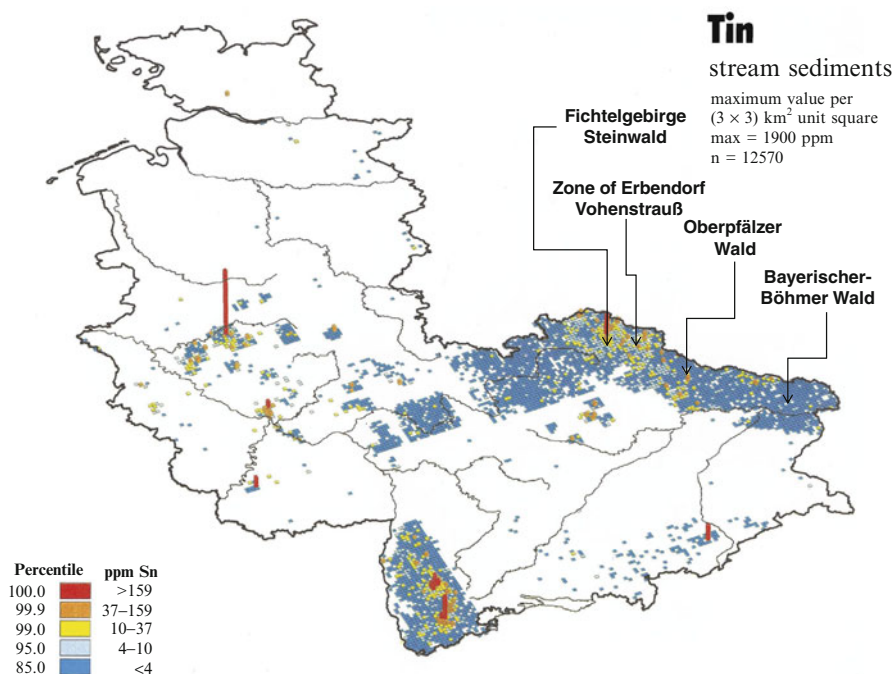 Tin
stream sediments
maximum value per
(3 × 3) km² unit square
max = 1900 ppm
n = 12570
Fichtelgebirge
Steinwald
Zone of Erbendorf
Vohenstrauß
Oberpfälzer
Wald
Bayerischer-
Böhmer Wald
Percentile ppm Sn
100.0 >159
99.9 37–159
99.0 10–37
95.0 4–10
85.0 <4